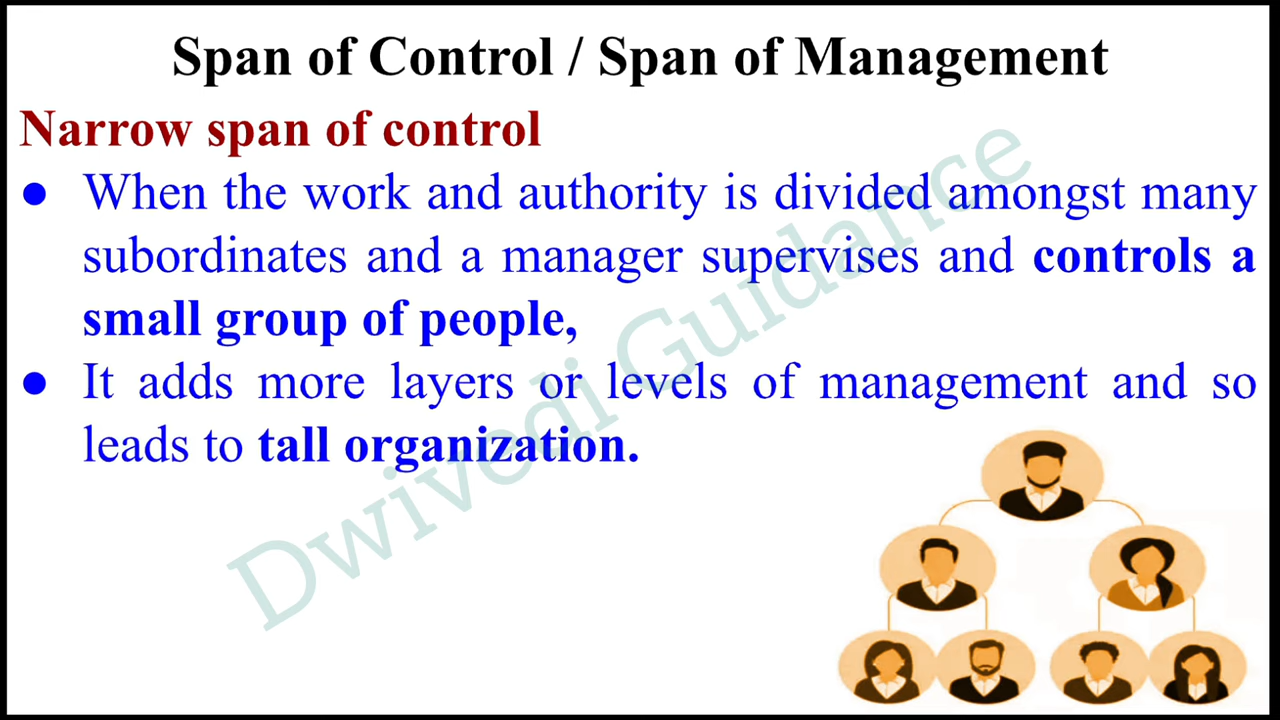 Span of Control / Span of Management
Narrow span of control
● When the work and authority is divided amongst many
subordinates and a manager supervises and controls a
small group of people,
● It adds more layers or levels of management and so
leads to tall organization.
Dwivedi Guidance